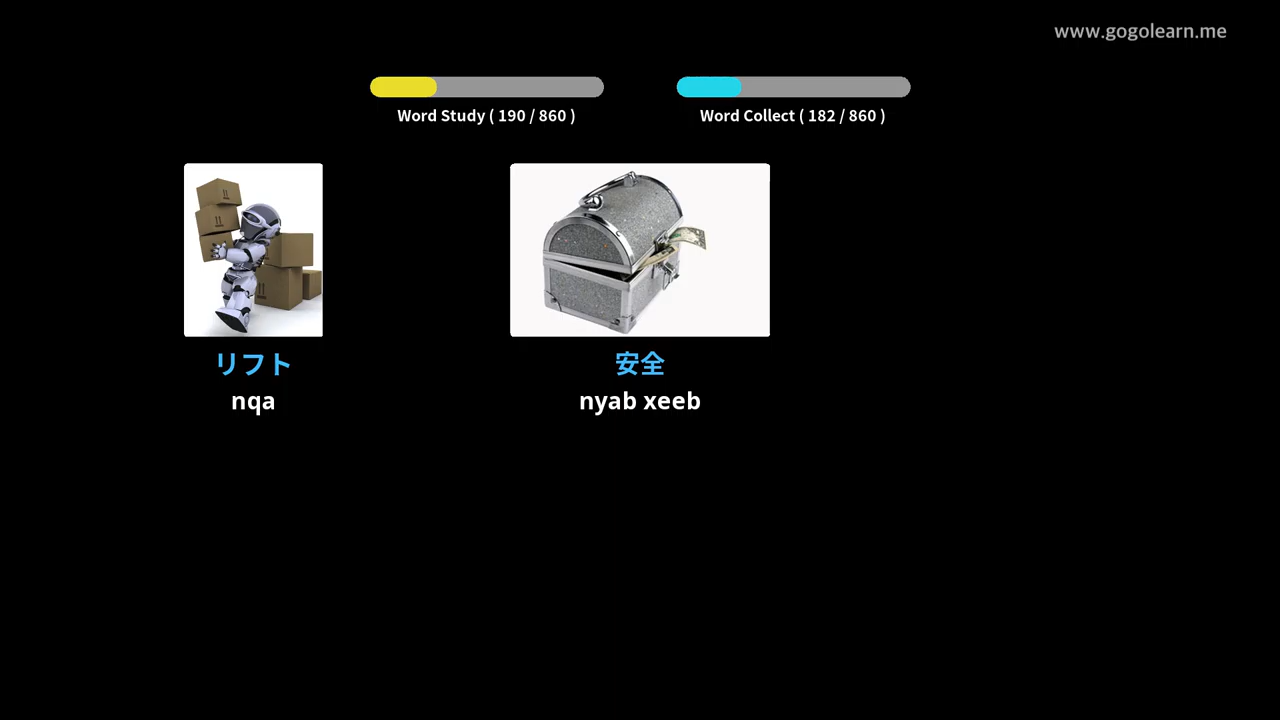 www.gogolearn.me
Word Study ( 190 / 860 )
Word Collect ( 182 / 860 )
リフト
nqa
安全
nyab xeeb